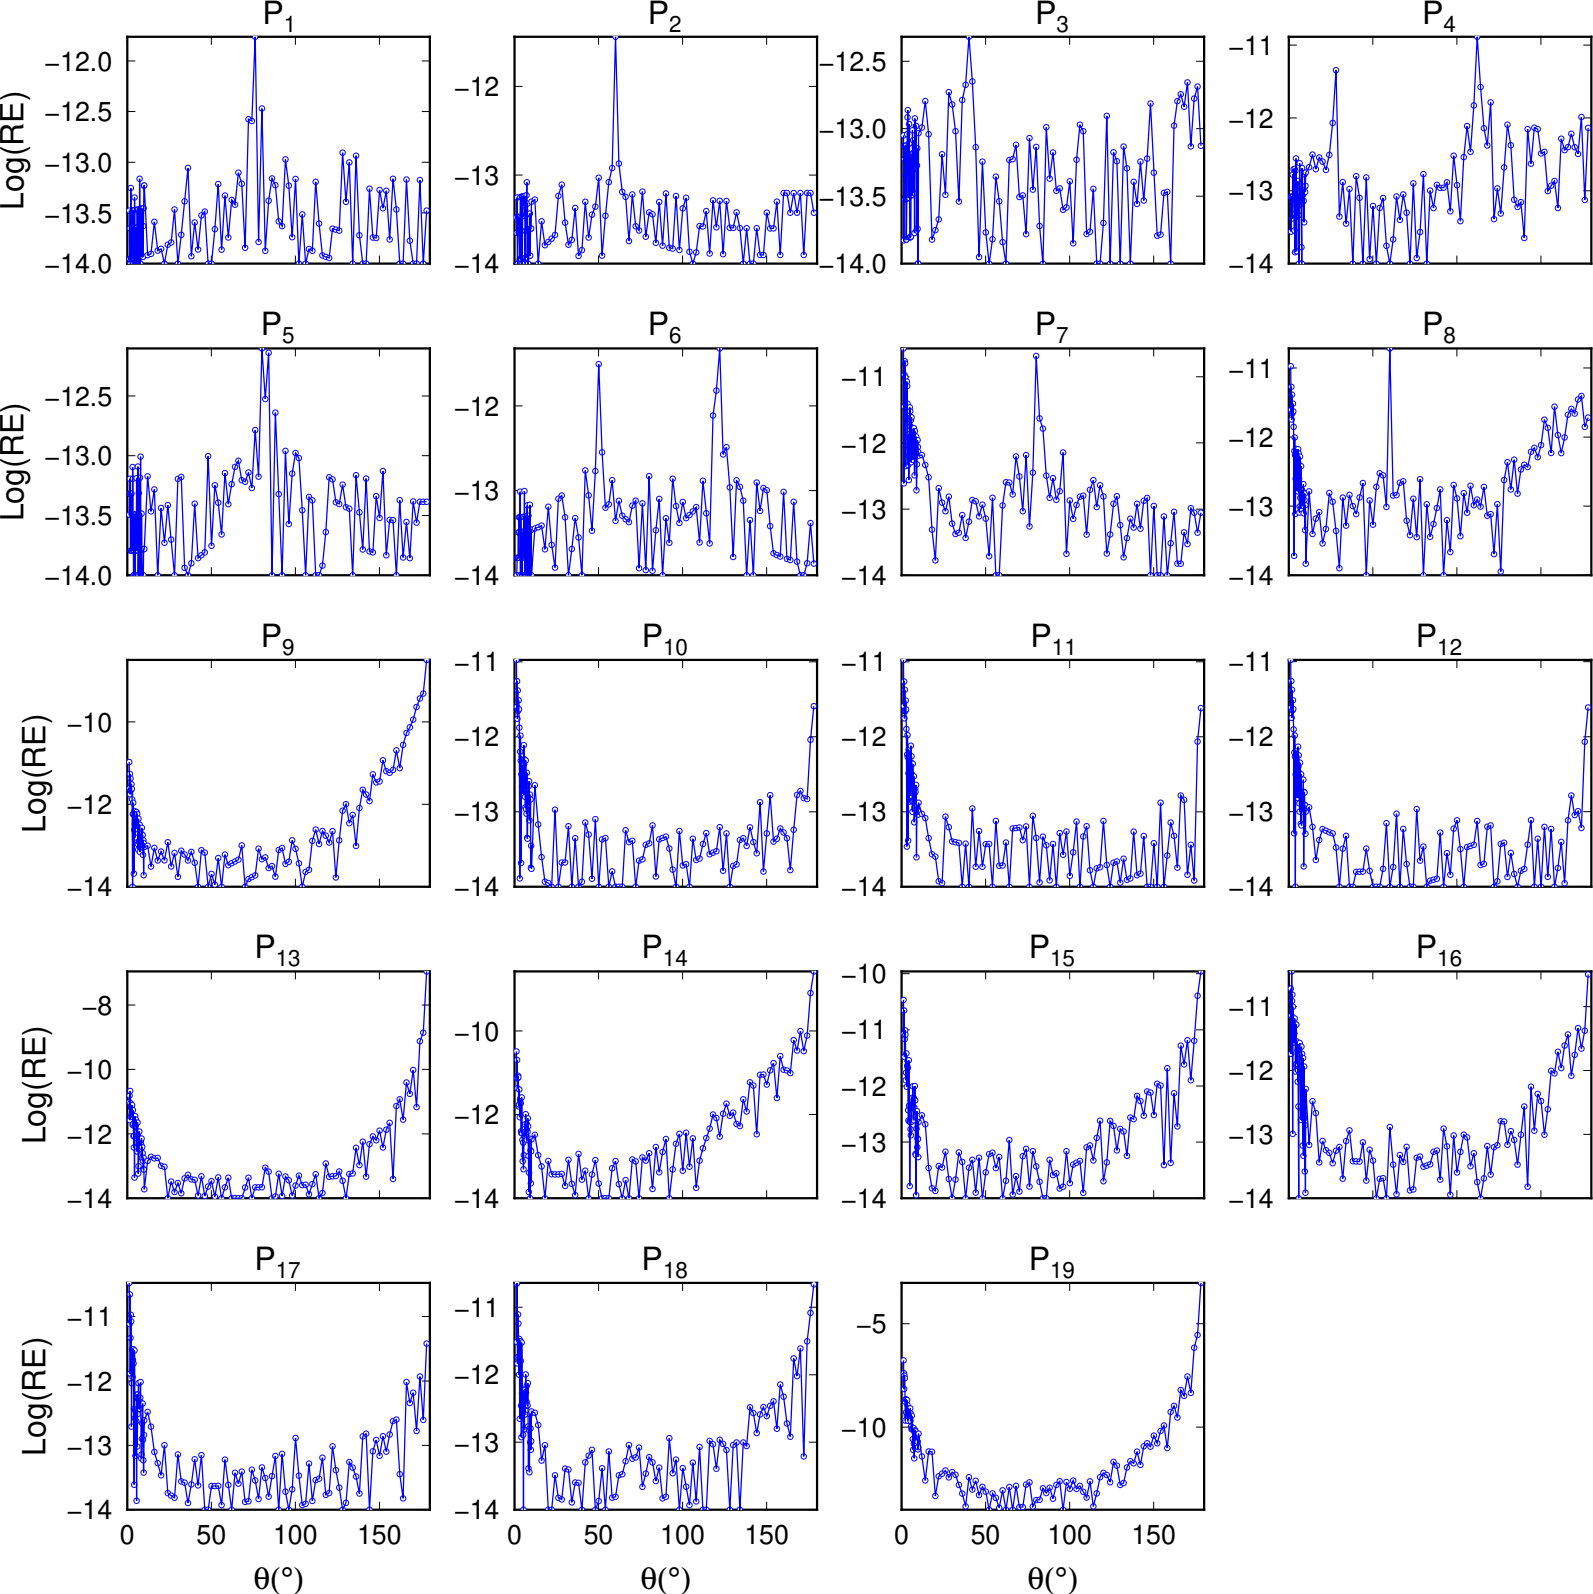 P1 P2 P3 P4
Log(RE) −12.0 −12.5 −13.0 −13.5 −14.0
−12 −13 −14
−12.5 −13.0 −13.5 −14.0
−11 −12 −13 −14
P5 P6 P7 P8
Log(RE) −12.5 −13.0 −13.5 −14.0
−12 −13 −14
−11 −12 −13 −14
−11 −12 −13 −14
P9 P10 P11 P12
Log(RE) −10 −12 −14
−11 −12 −13 −14
−11 −12 −13 −14
−11 −12 −13 −14
P13 P14 P15 P16
Log(RE) −8 −10 −12 −14
−10 −12 −14
−10 −11 −12 −13 −14
−11 −12 −13 −14
P17 P18 P19
Log(RE) −11 −12 −13 −14
−11 −12 −13 −14
−5 −10
0 50 100 150 0 50 100 150 0 50 100 150
θ(°) θ(°) θ(°)